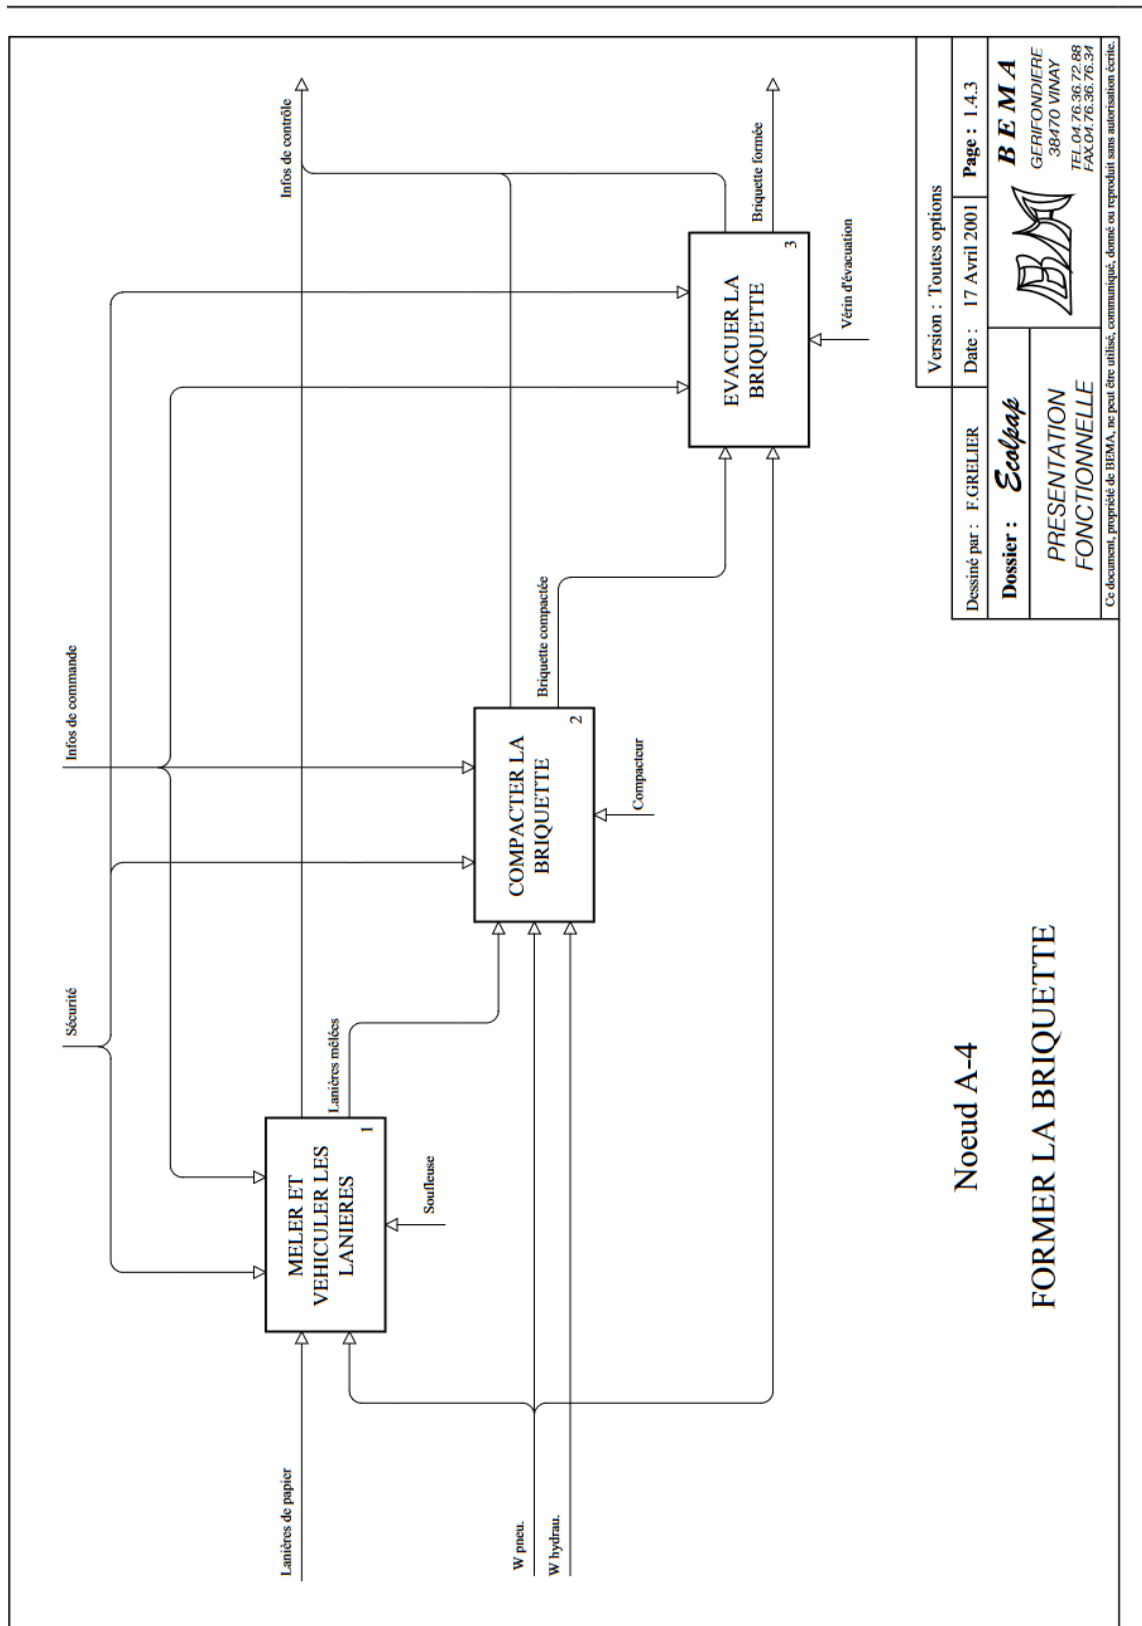 Sécurité
Infos de commande
Infos de contrôle
Lanières de papier
MELER ET
VEHICULER LES
LANIERES
1
Lanières mêlées
Soufleuse
W pneu.
W hydrau.
COMPACTER LA
BRIQUETTE
2
Briquette compactée
Compacteur
EVACUER LA
BRIQUETTE
3
Briquette formée
Vérin d'évacuation
Noeud A-4
FORMER LA BRIQUETTE
Version : Toutes options
Dessiné par : F.GRELIER
Date : 17 Avril 2001
Page : 1.4.3
Dossier : Ecolpap
PRESENTATION
FONCTIONNELLE
BEMA
B E M A
GERIFONDIERE
38470 VINAY
TEL.04.76.36.72.88
FAX.04.76.36.76.34
Ce document, propriété de BEMA, ne peut être utilisé, communiqué, donné ou reproduit sans autorisation écrite.